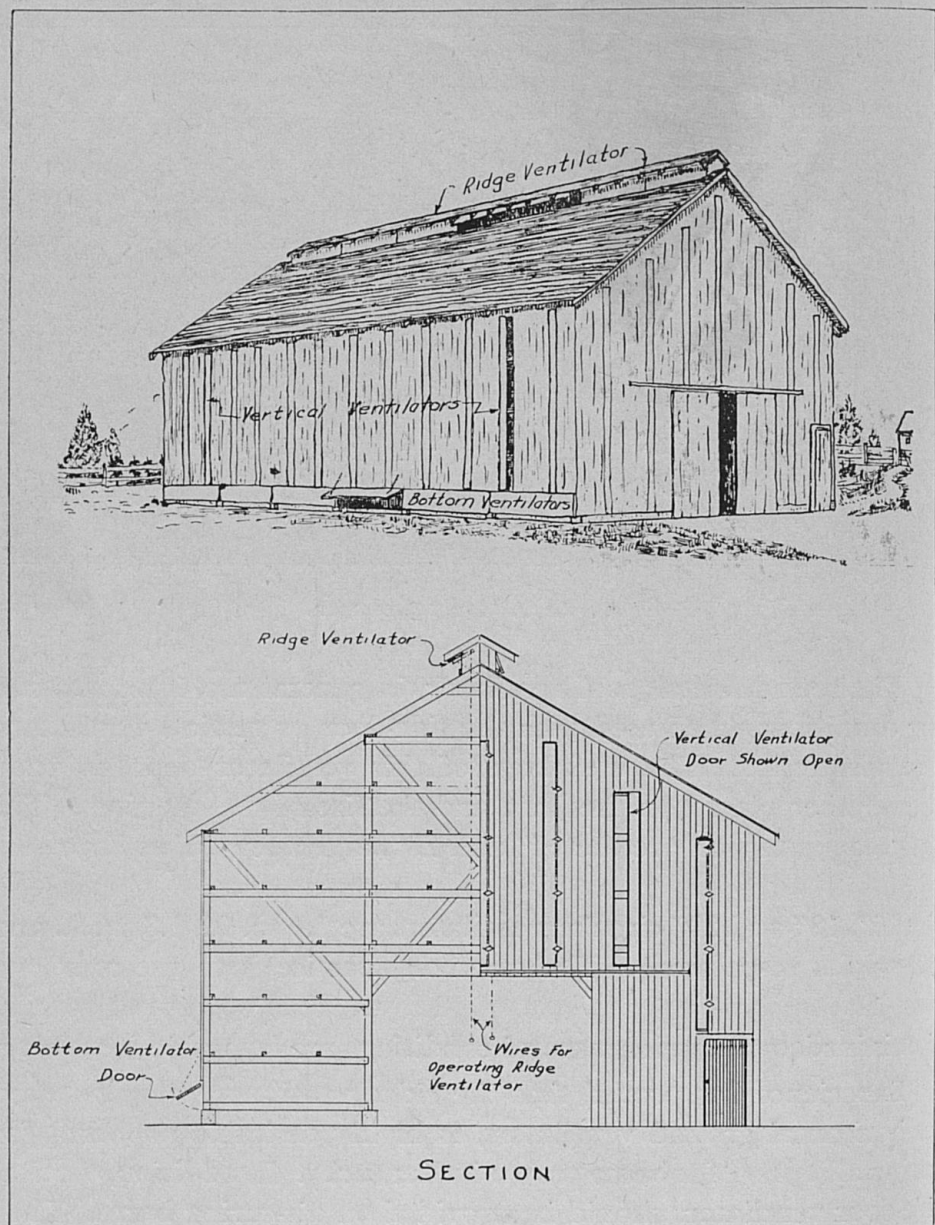 Ridge Ventilator
Vertical Ventilators
Bottom Ventilators
Ridge Ventilator
Vertical Ventilator
Door Shown Open
Bottom Ventilator
Door
Wires For
Operating Ridge
Ventilator
SECTION